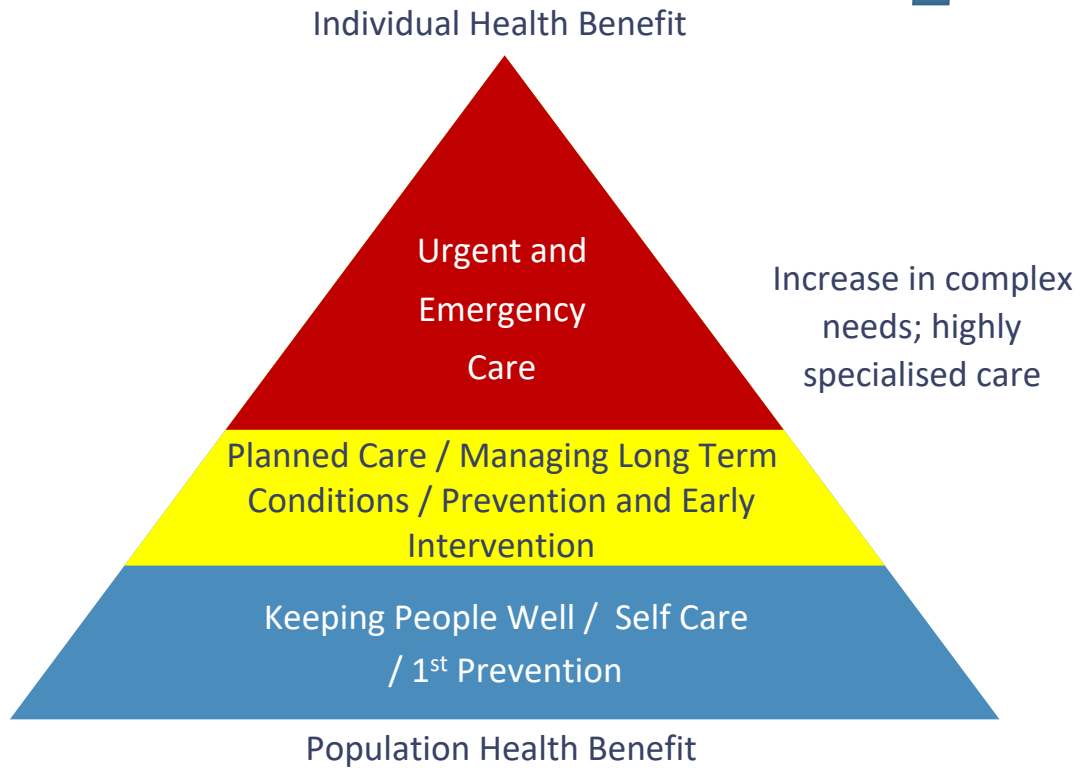 Individual Health Benefit
Urgent and
Emergency
Care
Increase in complex
needs; highly
specialised care
Planned Care / Managing Long Term
Conditions / Prevention and Early
Intervention
Keeping People Well /  Self Care
/ 1st Prevention
Population Health Benefit